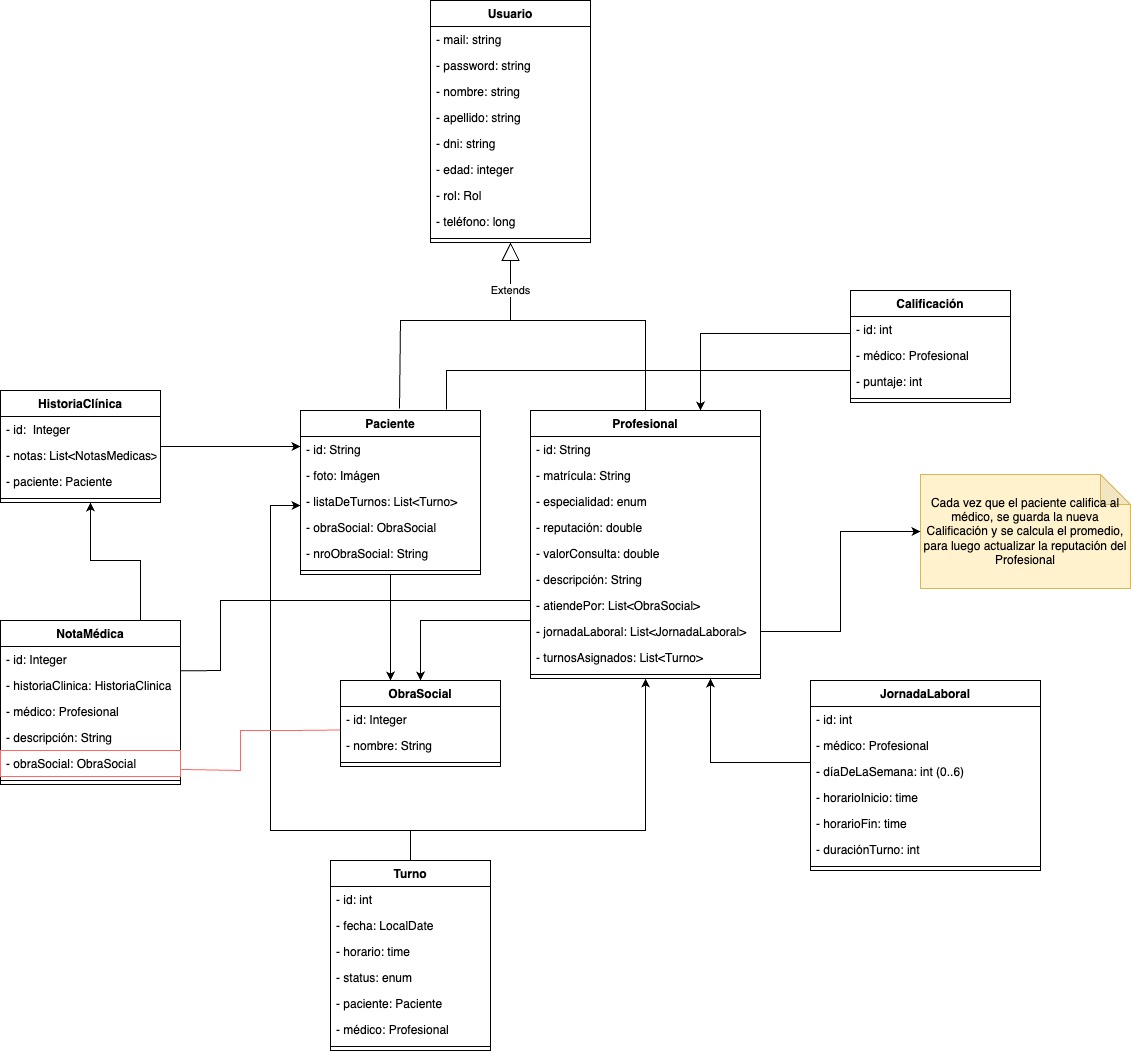 Usuario
- mail: string
- password: string
- nombre: string
- apellido: string
- dni: string
- edad: integer
- rol: Rol
- teléfono: long
Extends
Calificación
- id: int
- médico: Profesional
- puntaje: int
HistoriaClínica
- id:  Integer
- notas: List<NotasMedicas>
- paciente: Paciente
Paciente
- id: String
- foto: Imágen
- listaDeTurnos: List<Turno>
- obraSocial: ObraSocial
- nroObraSocial: String
Profesional
- id: String
- matrícula: String
- especialidad: enum
- reputación: double
- valorConsulta: double
- descripción: String
- atiendePor: List<ObraSocial>
- jornadaLaboral: List<JornadaLaboral>
- turnosAsignados: List<Turno>
Cada vez que el paciente califica al
médico, se guarda la nueva
Calificación y se calcula el promedio,
para luego actualizar la reputación del
Profesional
NotaMédica
- id: Integer
- historiaClinica: HistoriaClinica
- médico: Profesional
- descripción: String
- obraSocial: ObraSocial
ObraSocial
- id: Integer
- nombre: String
JornadaLaboral
- id: int
- médico: Profesional
- díaDeLaSemana: int (0..6)
- horarioInicio: time
- horarioFin: time
- duraciónTurno: int
Turno
- id: int
- fecha: LocalDate
- horario: time
- status: enum
- paciente: Paciente
- médico: Profesional